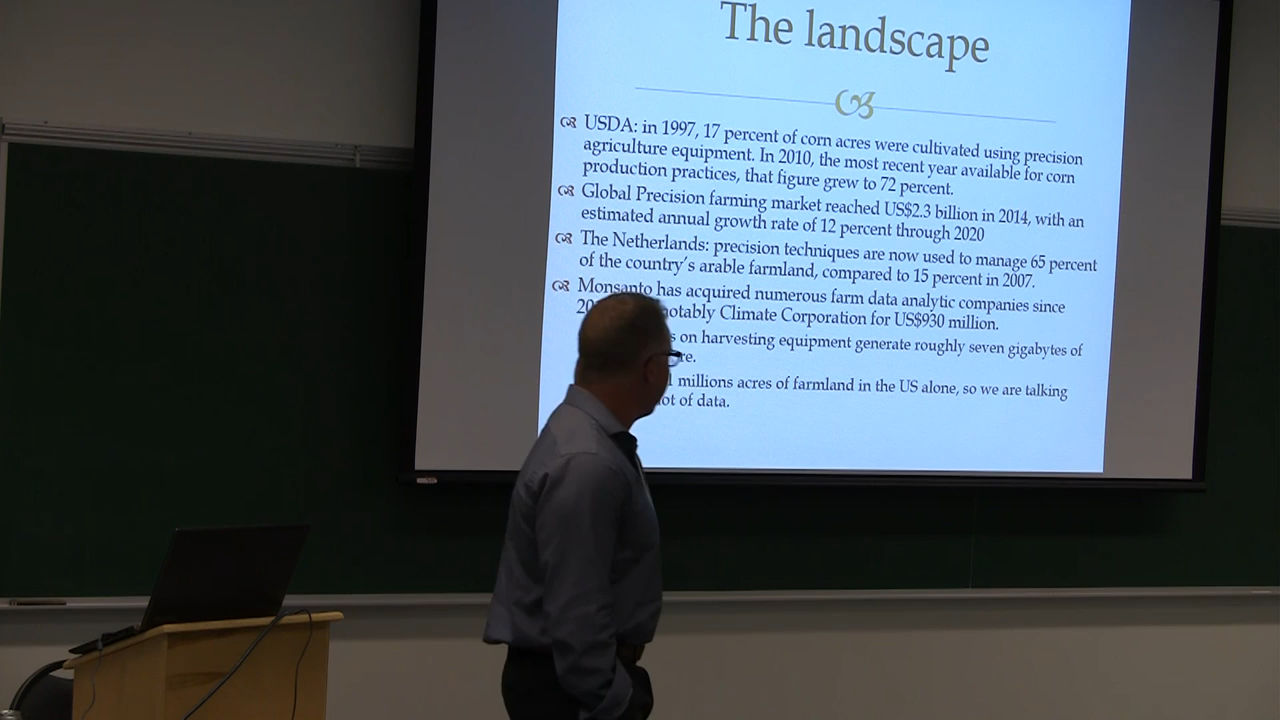 The landscape
USDA: in 1997, 17 percent of corn acres were cultivated using precision
agriculture equipment. In 2010, the most recent year available for corn
production practices, that figure grew to 72 percent.
Global Precision farming market reached US$2.3 billion in 2014, with an
estimated annual growth rate of 12 percent through 2020
The Netherlands: precision techniques are now used to manage 65 percent
of the country's arable farmland, compared to 15 percent in 2007.
Monsanto has acquired numerous farm data analytic companies since
notably Climate Corporation for US$930 million.
on harvesting equipment generate roughly seven gigabytes of
millions acres of farmland in the US alone, so we are talking
of data.